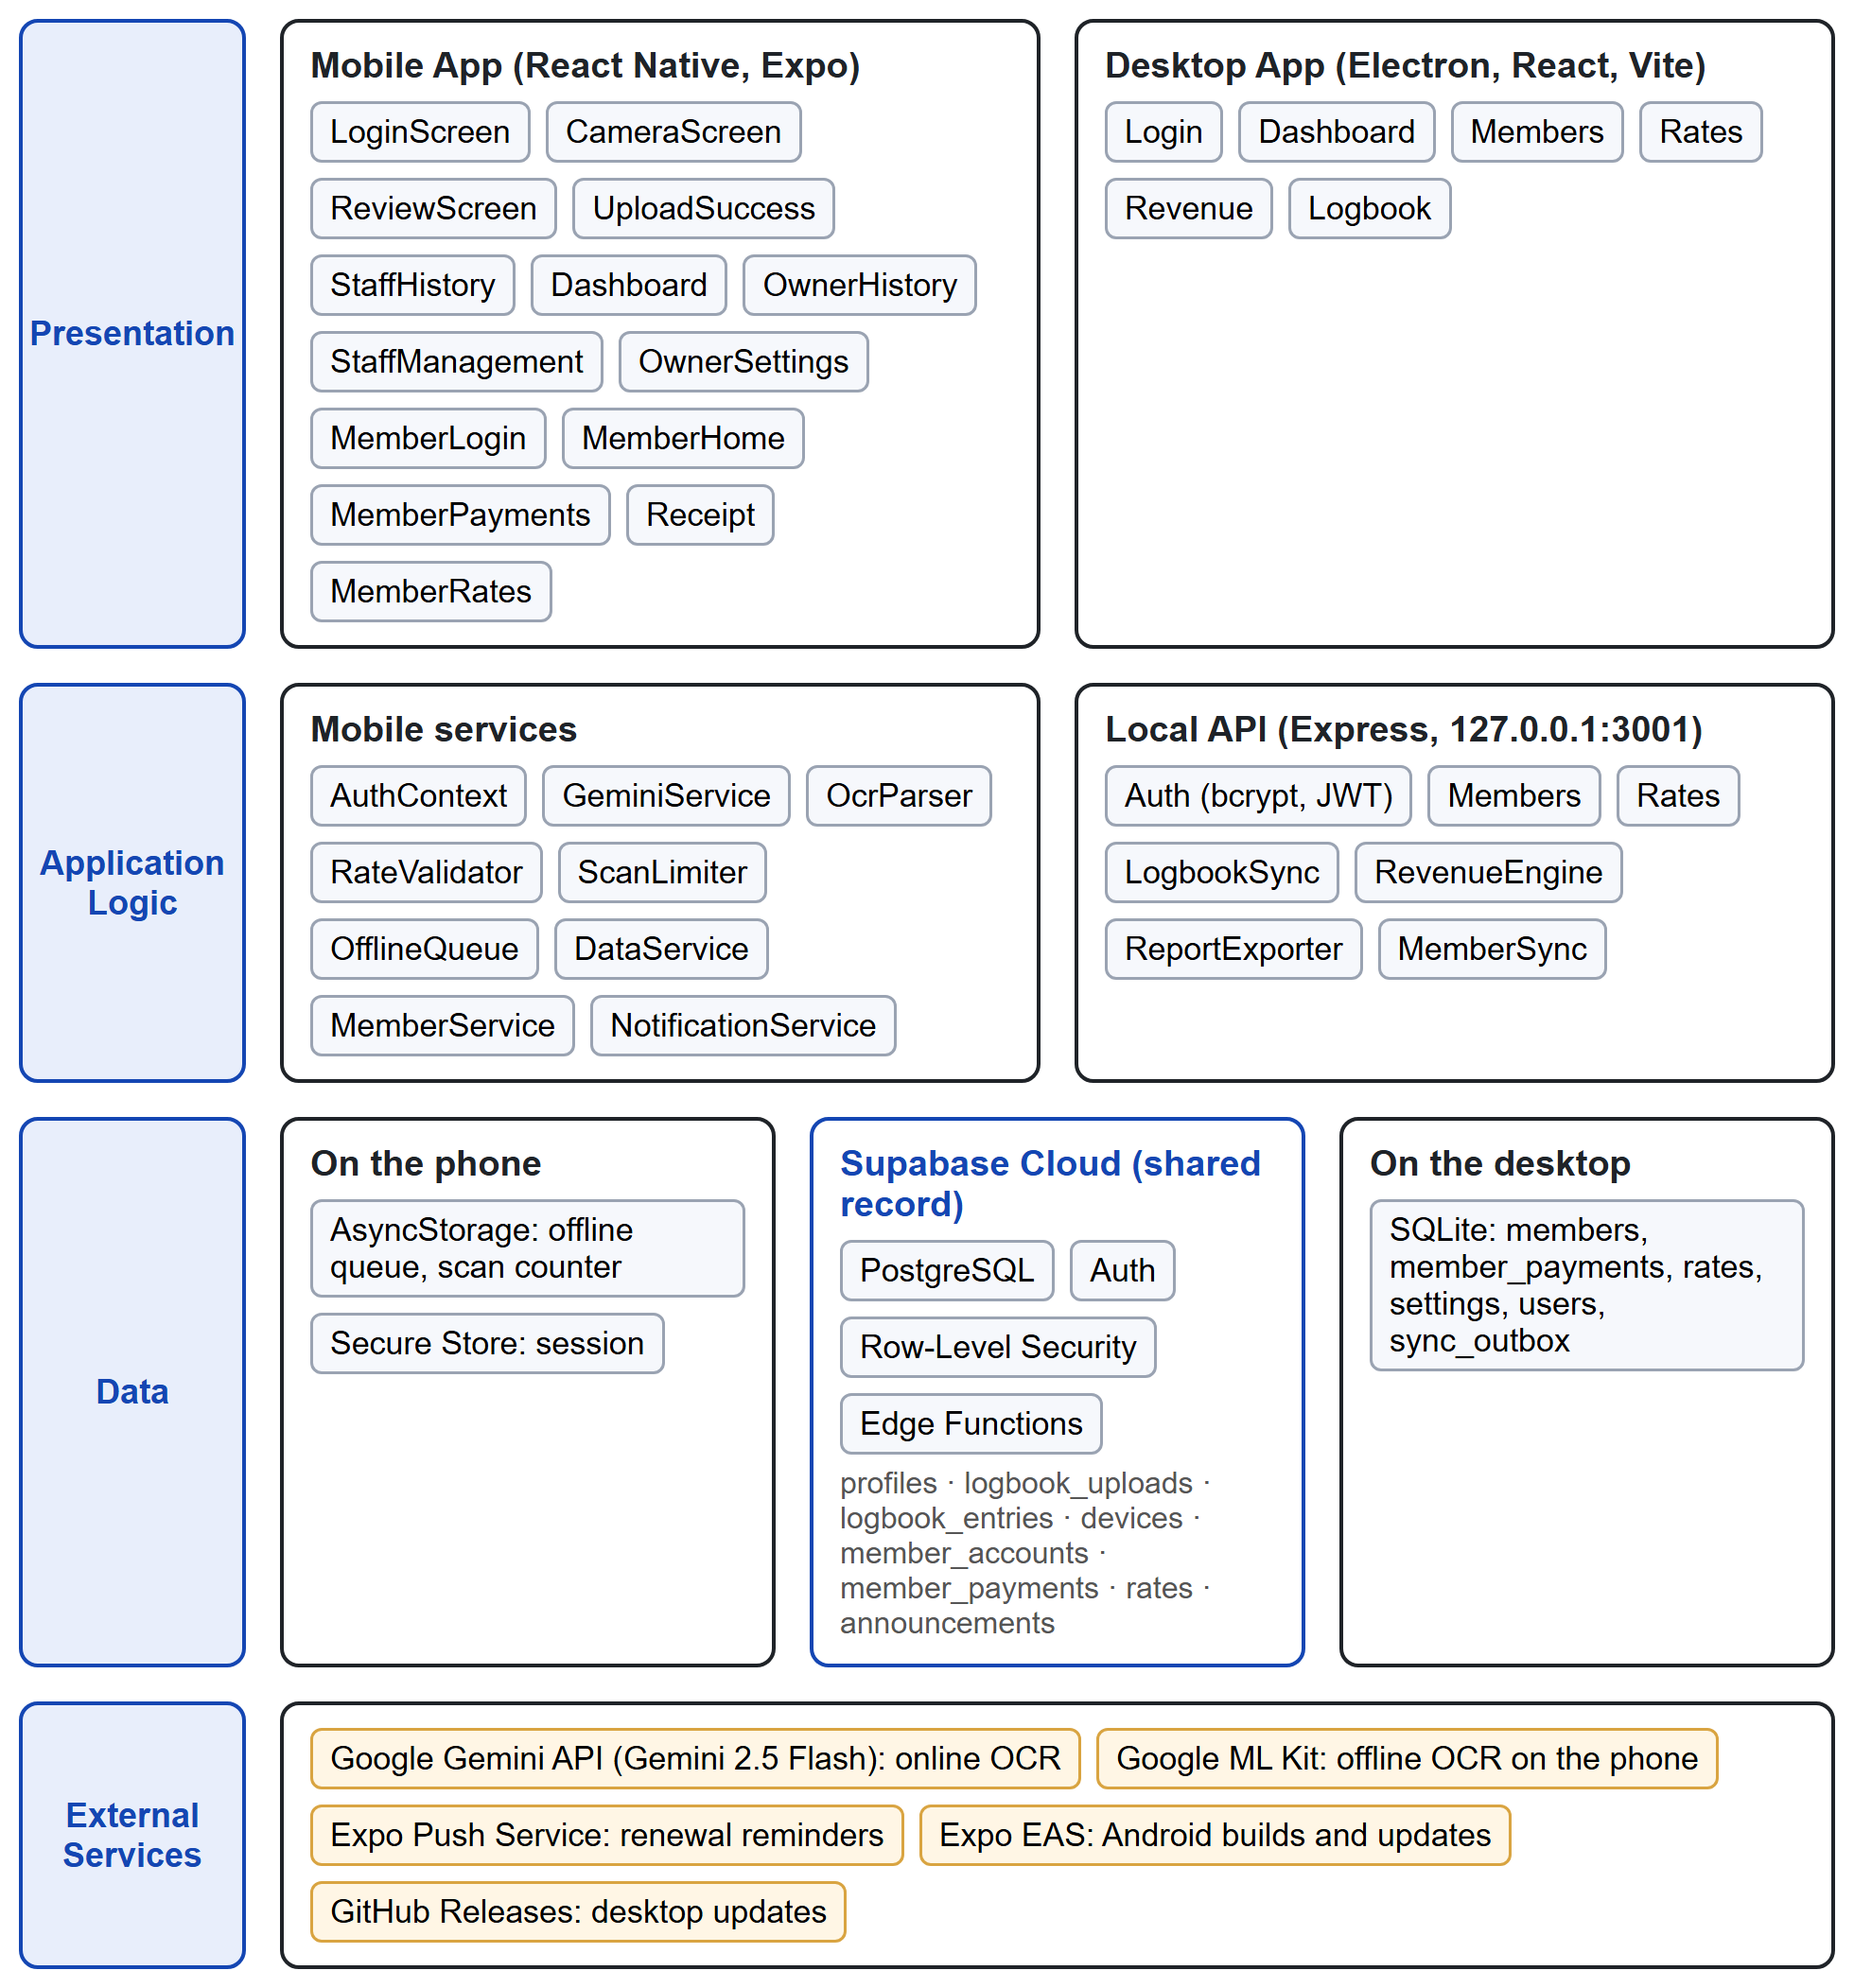 Presentation
Mobile App (React Native, Expo)
LoginScreen CameraScreen
ReviewScreen UploadSuccess
StaffHistory Dashboard OwnerHistory
StaffManagement OwnerSettings
MemberLogin MemberHome
MemberPayments Receipt
MemberRates
Desktop App (Electron, React, Vite)
Login Dashboard Members Rates
Revenue Logbook
Application
Logic
Mobile services
AuthContext GeminiService OcrParser
RateValidator ScanLimiter
OfflineQueue DataService
MemberService NotificationService
Local API (Express, 127.0.0.1:3001)
Auth (bcrypt, JWT) Members Rates
LogbookSync RevenueEngine
ReportExporter MemberSync
Data
On the phone
AsyncStorage: offline
queue, scan counter
Secure Store: session
Supabase Cloud (shared
record)
PostgreSQL Auth
Row-Level Security
Edge Functions
profiles · logbook_uploads ·
logbook_entries · devices ·
member_accounts ·
member_payments · rates ·
announcements
On the desktop
SQLite: members,
member_payments, rates,
settings, users,
sync_outbox
External
Services
Google Gemini API (Gemini 2.5 Flash): online OCR Google ML Kit: offline OCR on the phone
Expo Push Service: renewal reminders Expo EAS: Android builds and updates
GitHub Releases: desktop updates